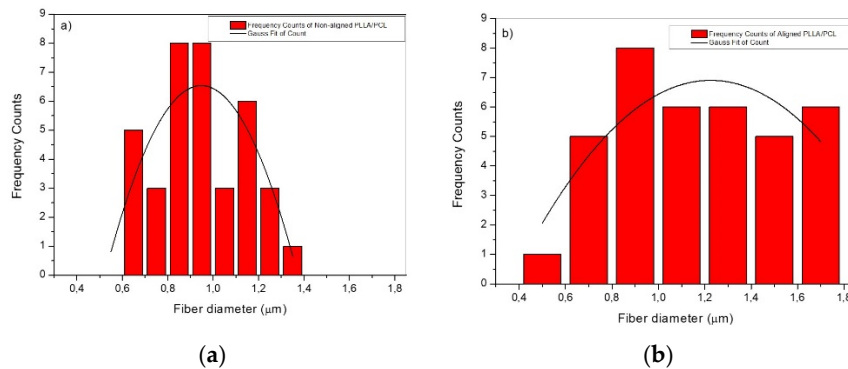 a)
Frequency Counts of Non-aligned PLLA/PCL
Gauss Fit of Count
9
8
7
6
5
4
3
2
1
0
Frequency Counts
0,4 0,6 0,8 1,0 1,2 1,4 1,6 1,8
Fiber diameter (μm)
(a)
b)
Frequency Counts of Aligned PLLA/PCL
Gauss Fit of Count
9
8
7
6
5
4
3
2
1
0
Frequency Counts
0,4 0,6 0,8 1,0 1,2 1,4 1,6 1,8
Fiber diameter (μm)
(b)